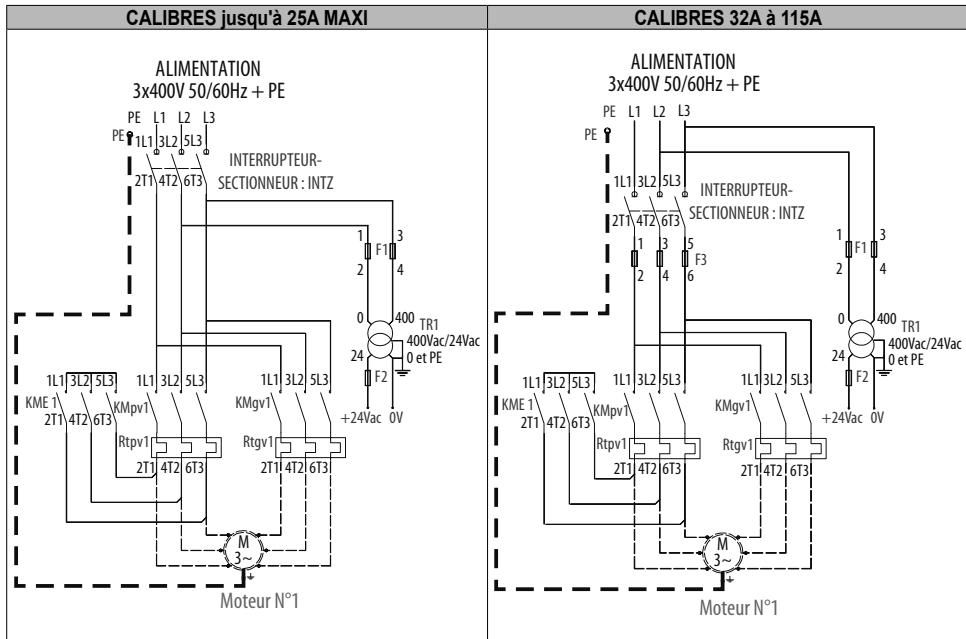 CALIBRES jusqu'à 25A MAXI
ALIMENTATION
3x400V 50/60Hz + PE
PE L1 L2 L3
PE
1L1 3L2 5L3
INTERRUPTEUR-
2T1 4T2 6T3
SECTIONNEUR : INTZ
1 3
F1
2 4
0 400
TR1
400Vac/24Vac
24 0 et PE
F2
1L1 3L2 5L3 1L1 3L2 5L3 1L1 3L2 5L3
KME 1 KMpv1 KMgv1
+24Vac 0V
2T1 4T2 6T3
Rtpv1 Rtgv1
2T1 4T2 6T3 2T1 4T2 6T3
M
3~
Moteur N°1
CALIBRES 32A à 115A
ALIMENTATION
3x400V 50/60Hz + PE
PE L1 L2 L3
PE
1L1 3L2 5L3
INTERRUPTEUR-
2T1 4T2 6T3
SECTIONNEUR : INTZ
1 3 5
F3
2 4 6
1 3
F1
2 4
0 400
TR1
400Vac/24Vac
24 0 et PE
F2
1L1 3L2 5L3 1L1 3L2 5L3 1L1 3L2 5L3
KME 1 KMpv1 KMgv1
+24Vac 0V
2T1 4T2 6T3
Rtpv1 Rtgv1
2T1 4T2 6T3 2T1 4T2 6T3
M
3~
Moteur N°1